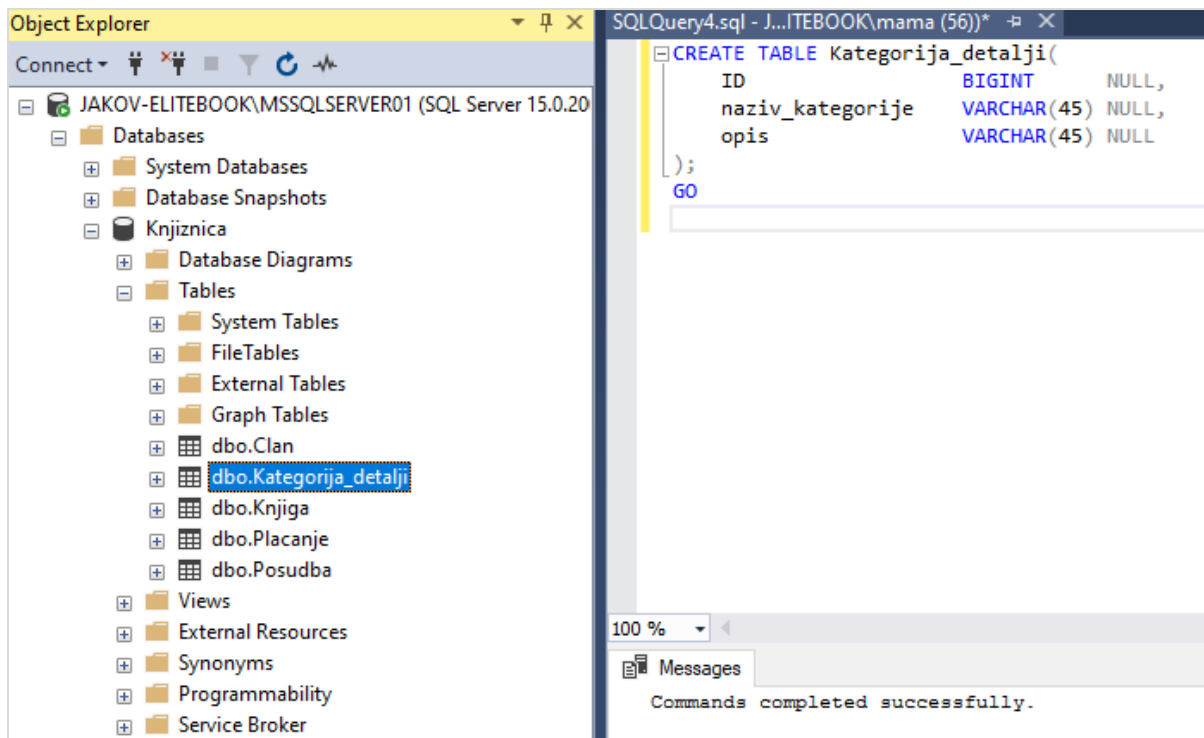 Object Explorer
Connect
JAKOV-ELITEBOOK\MSSQLSERVER01 (SQL Server 15.0.20
Databases
System Databases
Database Snapshots
Knjiznica
Database Diagrams
Tables
System Tables
FileTables
External Tables
Graph Tables
dbo.Clan
dbo.Kategorija_detalji
dbo.Knjiga
dbo.Placanje
dbo.Posudba
Views
External Resources
Synonyms
Programmability
Service Broker
SQLQuery4.sql - J...ITEBOOK\mama (56))*
CREATE TABLE Kategorija_detalji(
ID BIGINT NULL,
naziv_kategorije VARCHAR(45) NULL,
opis VARCHAR(45) NULL
);
GO
100 %
Messages
Commands completed successfully.